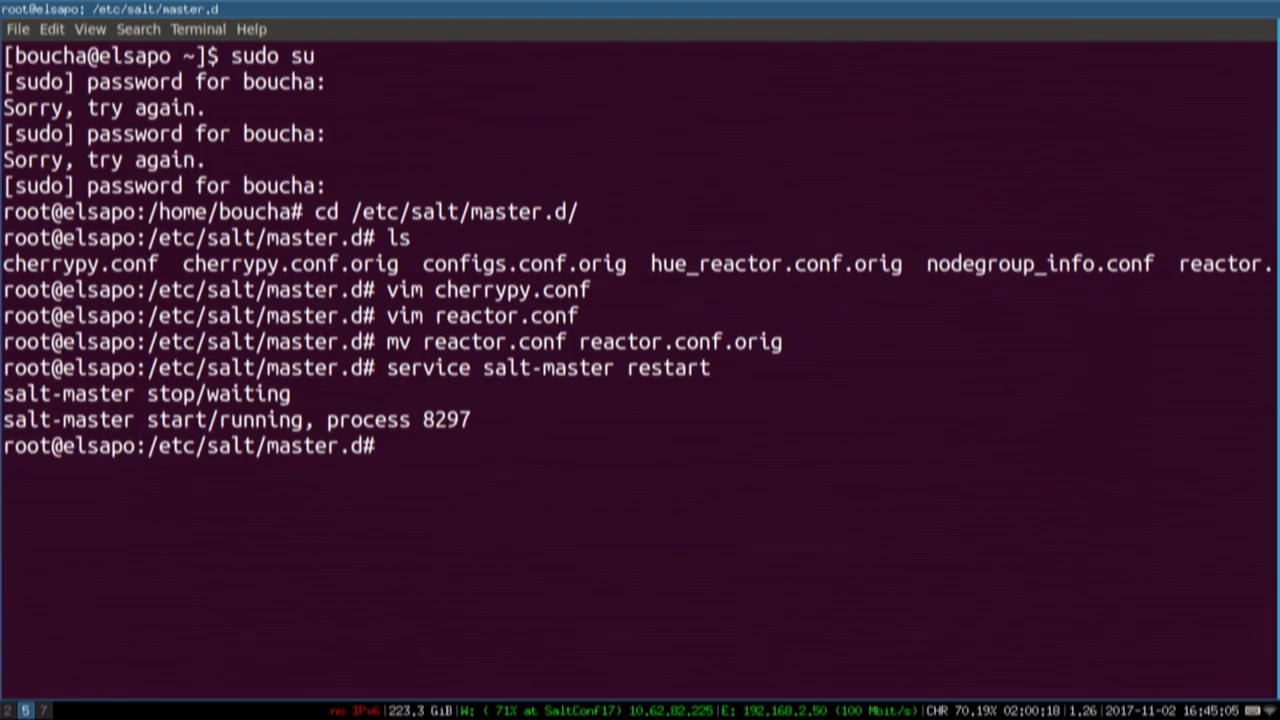 root@elsapo: /etc/salt/master.d
File Edit View Search Terminal Help
[boucha@elsapo ~]$ sudo su
[sudo] password for boucha:
Sorry, try again.
[sudo] password for boucha:
Sorry, try again.
[sudo] password for boucha:
root@elsapo:/home/boucha# cd /etc/salt/master.d/
root@elsapo:/etc/salt/master.d# ls
cherrypy.conf cherrypy.conf.orig configs.conf.orig hue_reactor.conf.orig nodegroup_info.conf reactor.
root@elsapo:/etc/salt/master.d# vim cherrypy.conf
root@elsapo:/etc/salt/master.d# vim reactor.conf
root@elsapo:/etc/salt/master.d# mv reactor.conf reactor.conf.orig
root@elsapo:/etc/salt/master.d# service salt-master restart
salt-master stop/waiting
salt-master start/running, process 8297
root@elsapo:/etc/salt/master.d#
2 5 7 no IPv6|223,3 GiB|W: ( 71% at SaltConf17) 10.62.82.225|E: 192.168.2.50 (100 Mbit/s)|CHR 70,19% 02:00:18|1,26|2017-11-02 16:45:05